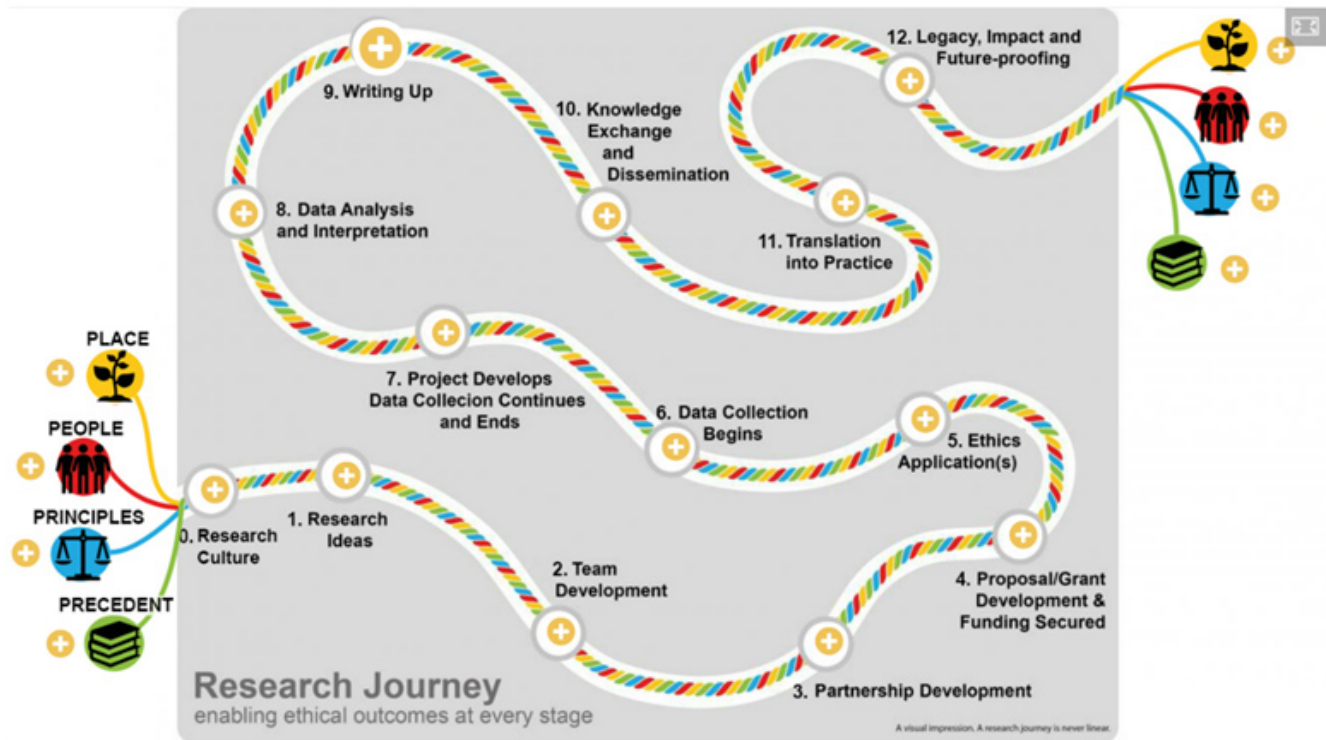 12. Legacy, Impact and
Future-proofing
9. Writing Up
10. Knowledge
Exchange
and
Dissemination
8. Data Analysis
and Interpretation
11. Translation
into Practice
PLACE
7. Project Develops
Data Collecion Continues
and Ends
6. Data Collection
Begins
5. Ethics
Application(s)
PEOPLE
PRINCIPLES
0. Research
Culture
1. Research
Ideas
2. Team
Development
4. Proposal/Grant
Development &
Funding Secured
PRECEDENT
3. Partnership Development
Research Journey
enabling ethical outcomes at every stage
A visual impression. A research journey is never linear.